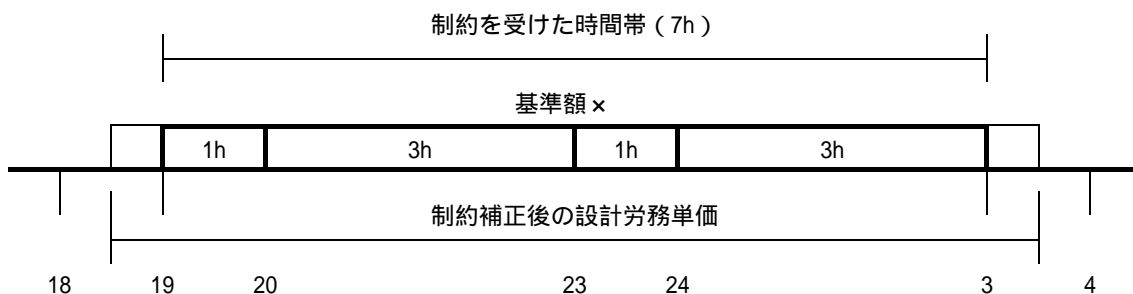 制約を受けた時間帯（7h）
基準額×
1h 3h 1h 3h
制約補正後の設計労務単価
18 19 20 23 24 3 4